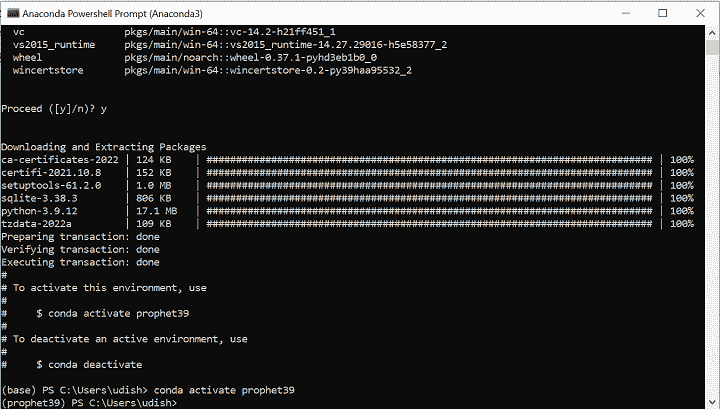 Anaconda Powershell Prompt (Anaconda3)
vc pkgs/main/win-64::vc-14.2-h21ff451_1
vs2015_runtime pkgs/main/win-64::vs2015_runtime-14.27.29016-h5e58377_2
wheel pkgs/main/noarch::wheel-0.37.1-pyhd3eb1b0_0
wincertstore pkgs/main/win-64::wincertstore-0.2-py39haa95532_2
Proceed ([y]/n)? y
Downloading and Extracting Packages
ca-certificates-2022 | 124 KB | ############################################################################ | 100%
certifi-2021.10.8 | 152 KB | ############################################################################ | 100%
setuptools-61.2.0 | 1.0 MB | ############################################################################ | 100%
sqlite-3.38.3 | 806 KB | ############################################################################ | 100%
python-3.9.12 | 17.1 MB | ############################################################################ | 100%
tzdata-2022a | 109 KB | ############################################################################ | 100%
Preparing transaction: done
Verifying transaction: done
Executing transaction: done
#
# To activate this environment, use
#
# $ conda activate prophet39
#
# To deactivate an active environment, use
#
# $ conda deactivate
(base) PS C:\Users\udish> conda activate prophet39
(prophet39) PS C:\Users\udish>